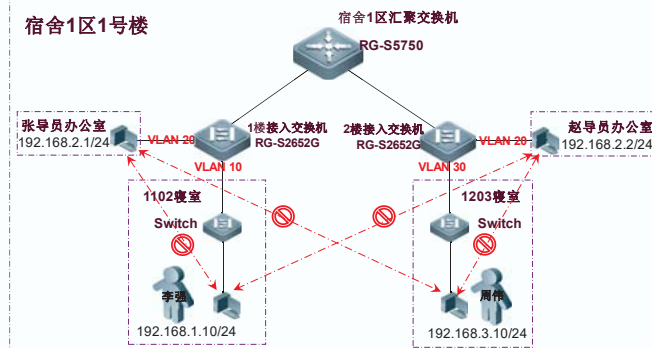 宿舍1区1号楼
宿舍1区汇聚交换机
RG-S5750
张导员办公室
192.168.2.1/24
VLAN 20
1楼接入交换机
RG-S2652G
VLAN 10
2楼接入交换机
RG-S2652G
VLAN 20
VLAN 30
赵导员办公室
192.168.2.2/24
1102寝室
Switch
李强
192.168.1.10/24
1203寝室
Switch
周伟
192.168.3.10/24